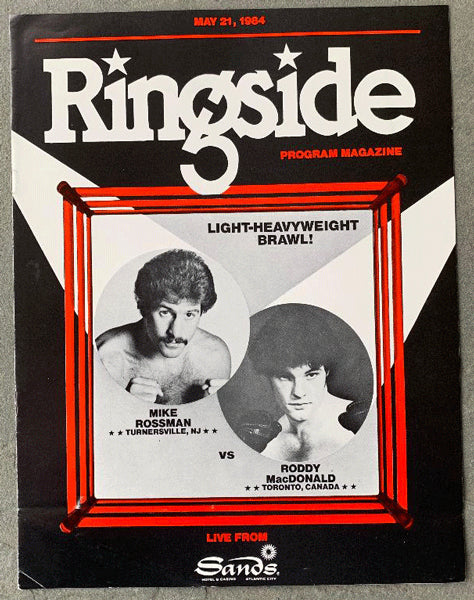 MAY 21, 1984
Ringside
PROGRAM MAGAZINE
LIGHT-HEAVYWEIGHT
BRAWL!
MIKE
ROSSMAN
★★ TURNERSVILLE, NJ ★★
VS
RODDY
MacDONALD
★★ TORONTO, CANADA ★★
LIVE FROM
Sands
HOTEL & CASINO ATLANTIC CITY